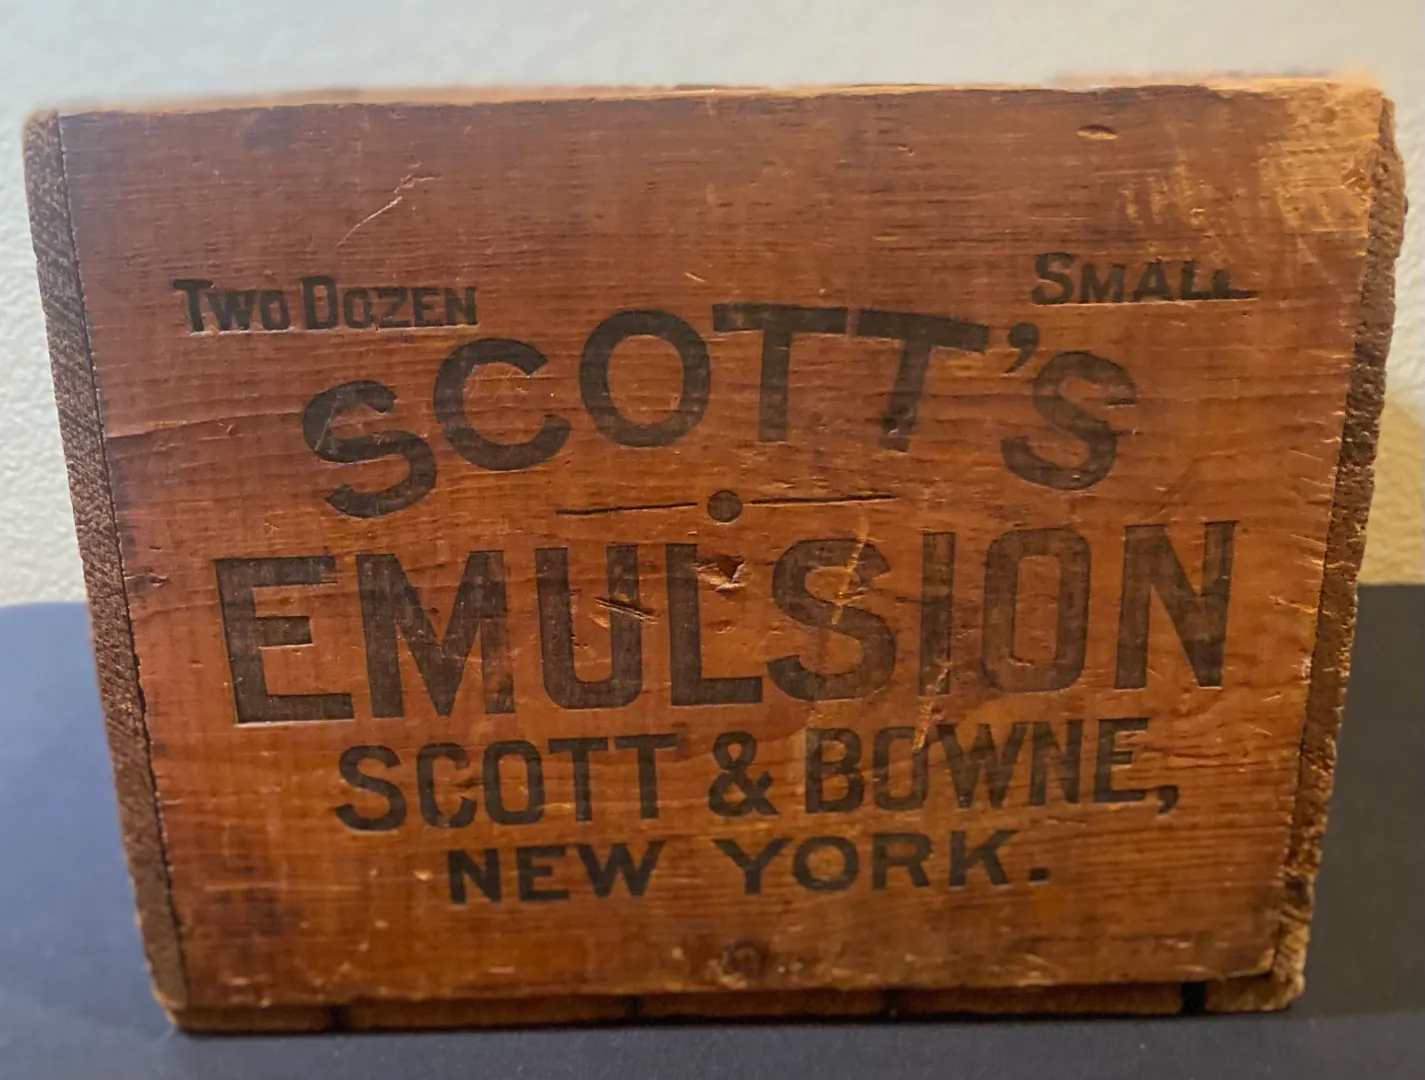 Two Dozen
Small
SCOTT'S
EMULSION
SCOTT & BOWNE,
NEW YORK.